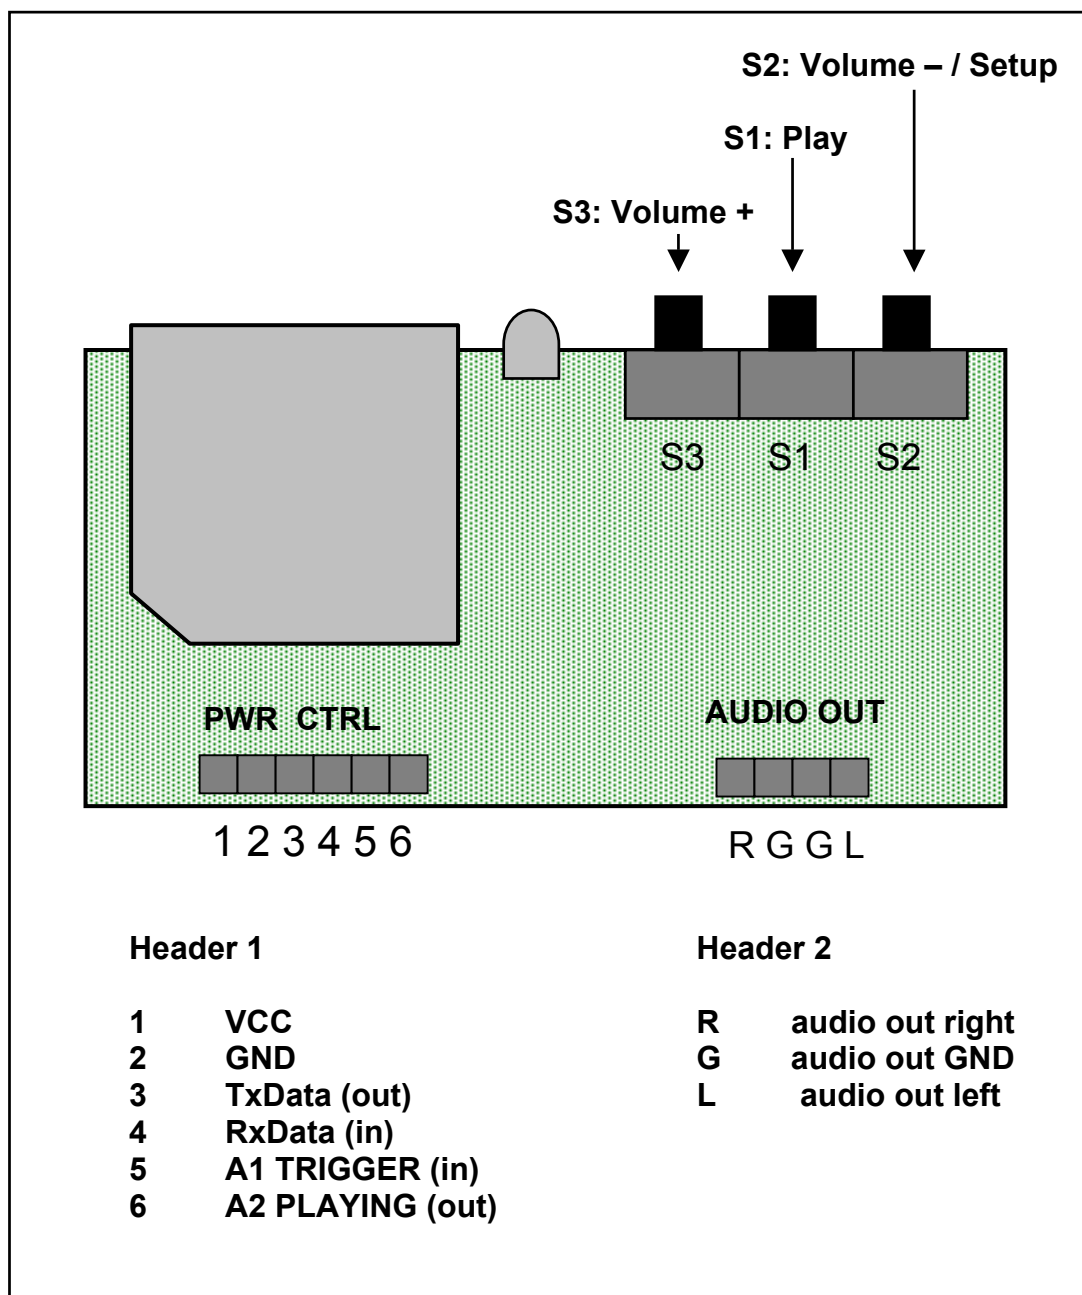 S2: Volume – / Setup
S1: Play
S3: Volume +
S3 S1 S2
PWR CTRL
AUDIO OUT
1 2 3 4 5 6
R G G L
Header 1
1 VCC
2 GND
3 TxData (out)
4 RxData (in)
5 A1 TRIGGER (in)
6 A2 PLAYING (out)
Header 2
R audio out right
G audio out GND
L audio out left